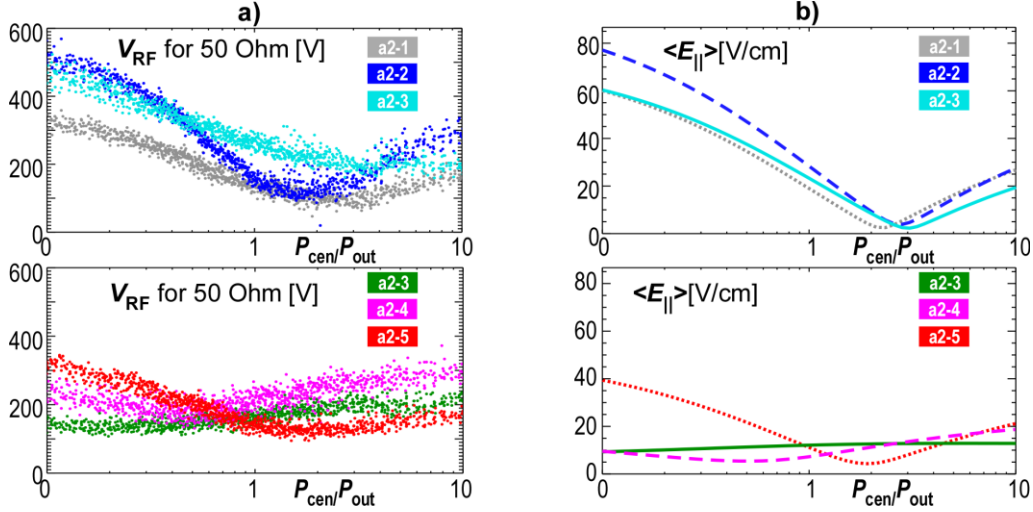 a)
V_RF for 50 Ohm [V]
a2-1
a2-2
a2-3
600
400
200
0
0
1
10
P_cen/P_out
V_RF for 50 Ohm [V]
a2-3
a2-4
a2-5
600
400
200
0
0
1
10
P_cen/P_out
b)
<E_||>[V/cm]
a2-1
a2-2
a2-3
80
60
40
20
0
0
1
10
P_cen/P_out
<E_||>[V/cm]
a2-3
a2-4
a2-5
80
60
40
20
0
0
1
10
P_cen/P_out